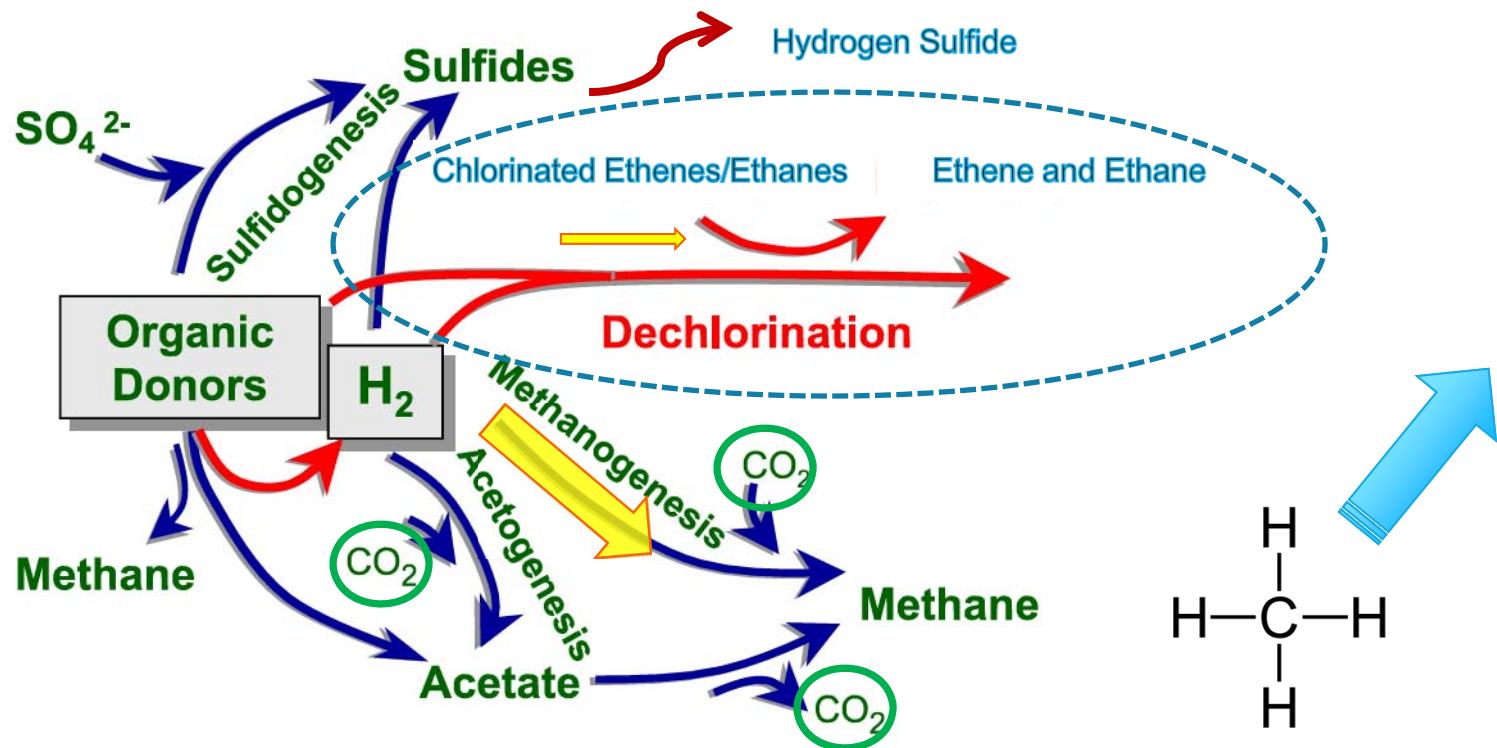 Hydrogen Sulfide
Sulfides
SO₄ ²⁻
Sulfidogenesis
Chlorinated Ethenes/Ethanes
Ethene and Ethane
Organic
Donors
H₂
Dechlorination
Methanogenesis
Acetogenesis
CO₂
CO₂
Methane
Methane
Acetate
CO₂
H
H—C—H
H